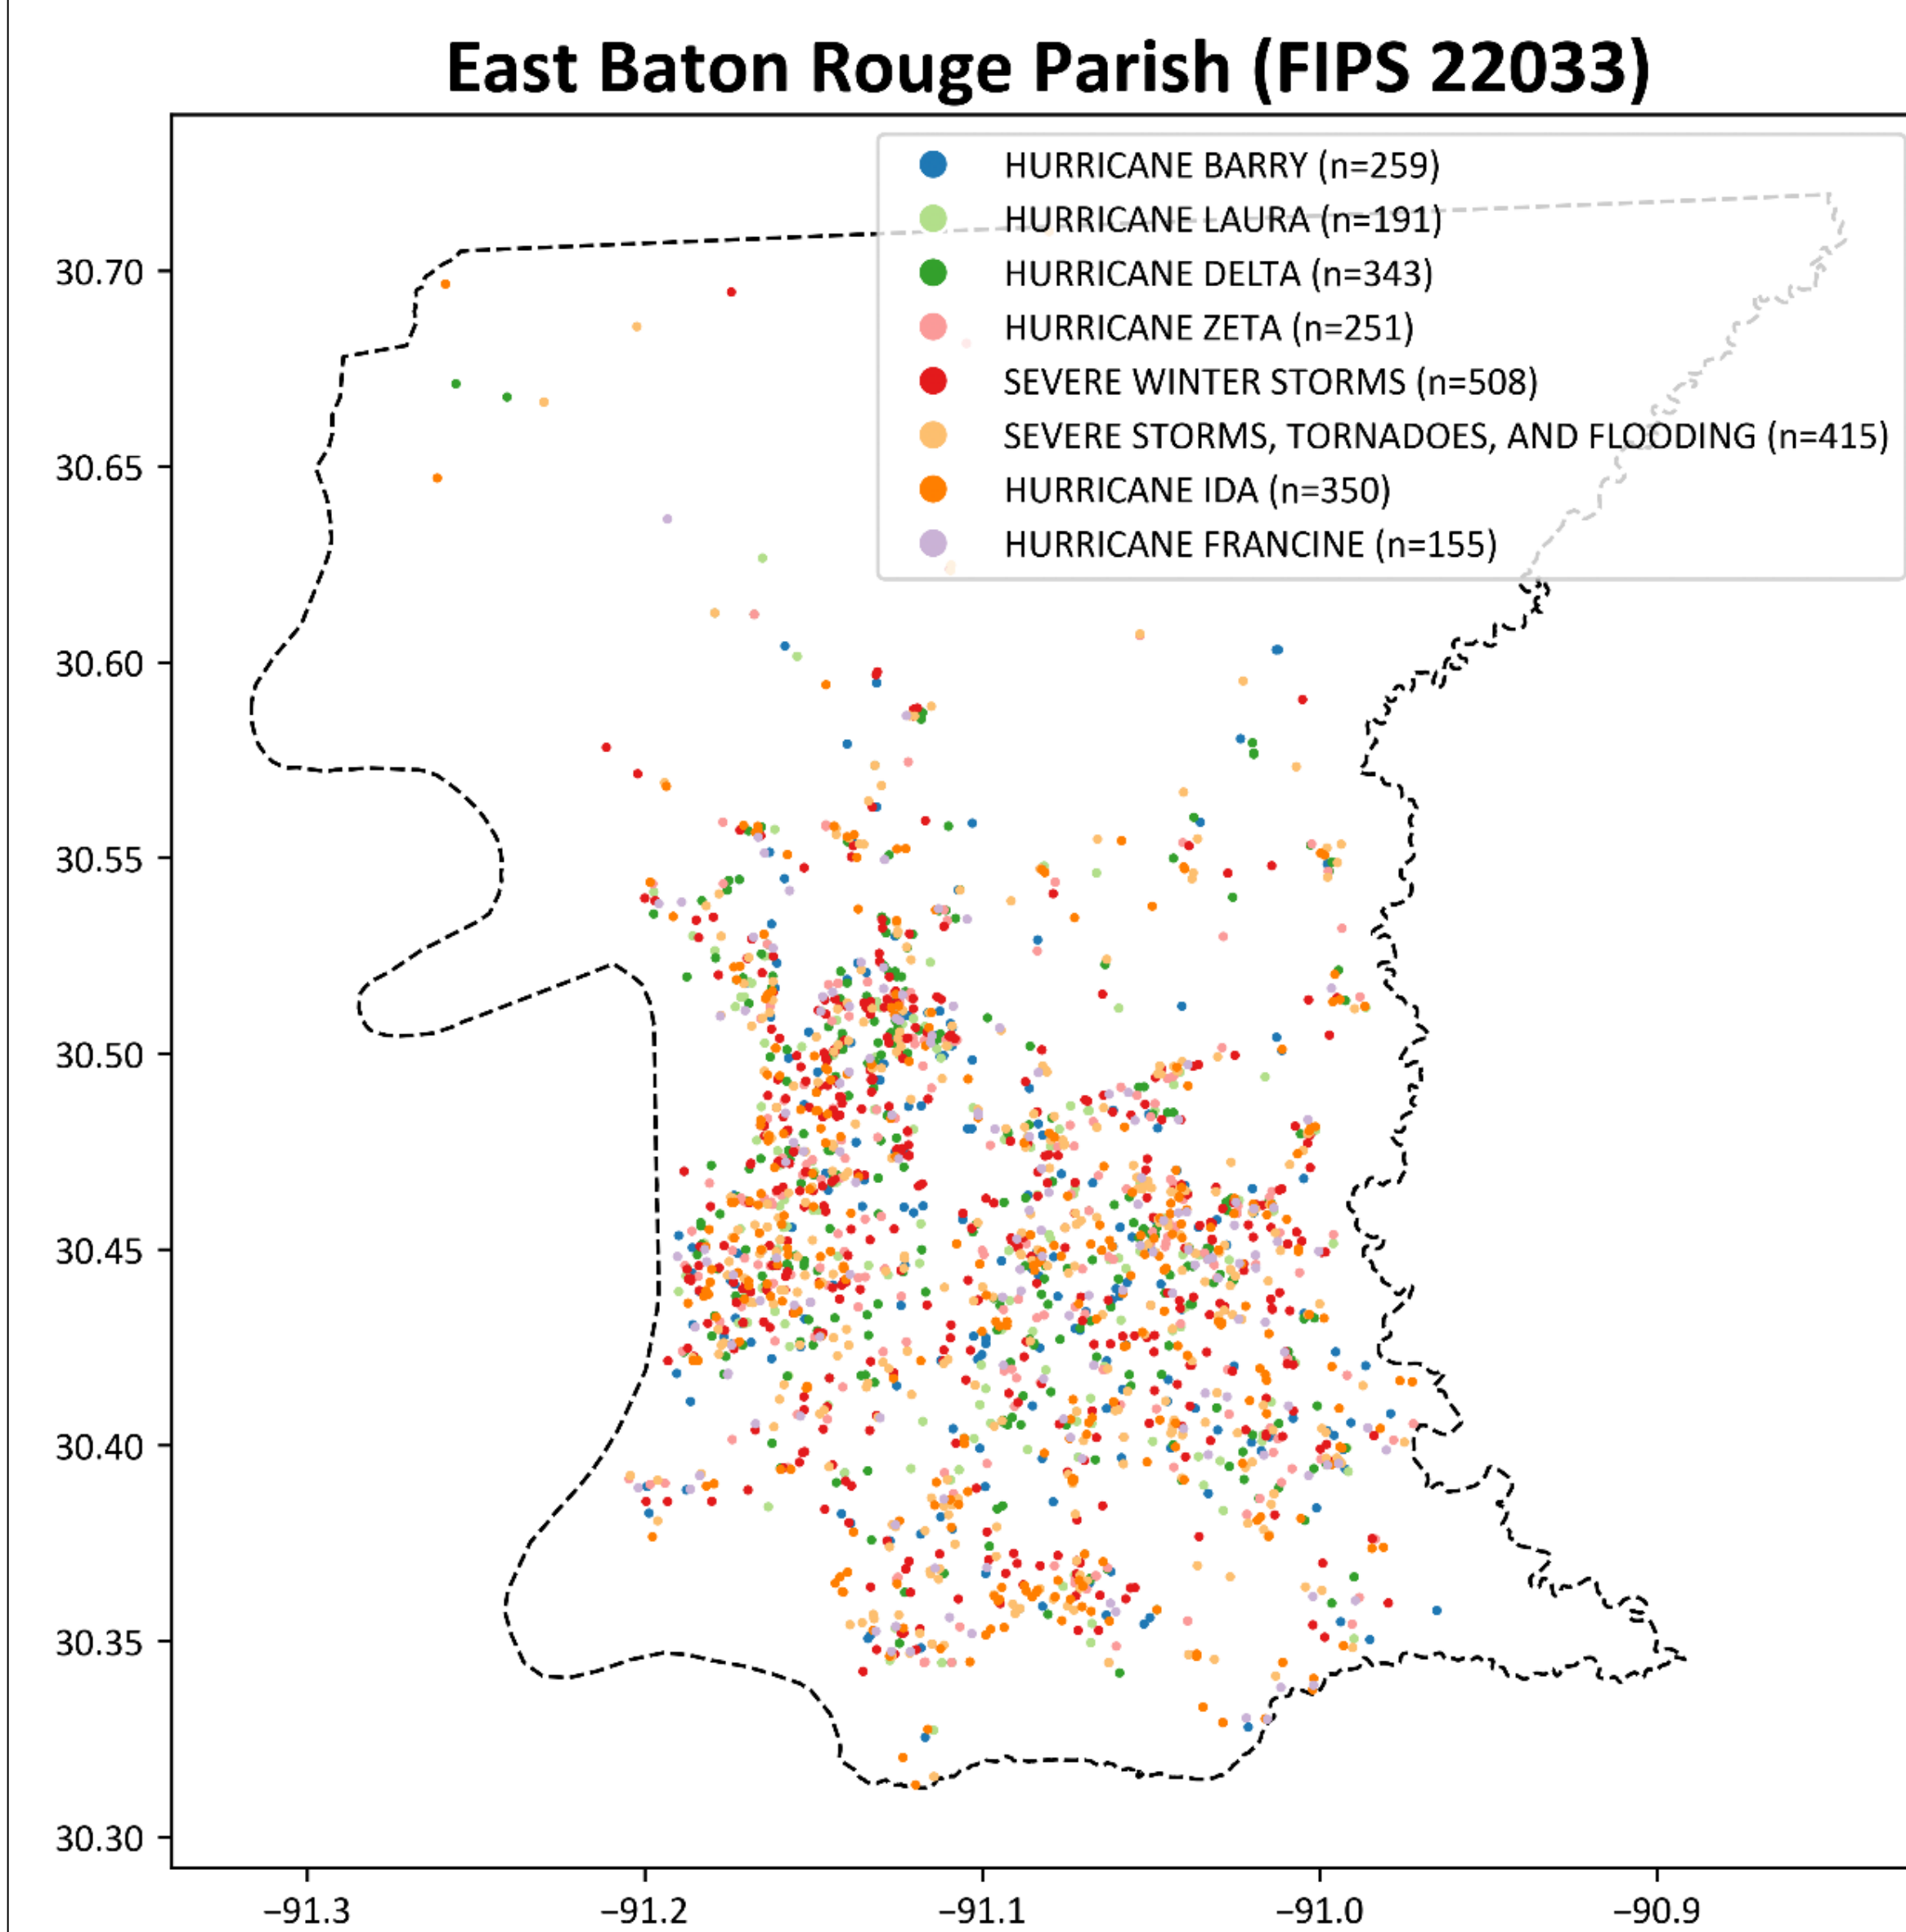 East Baton Rouge Parish (FIPS 22033)
HURRICANE BARRY (n=259)
HURRICANE LAURA (n=191)
HURRICANE DELTA (n=343)
HURRICANE ZETA (n=251)
SEVERE WINTER STORMS (n=508)
SEVERE STORMS, TORNADOES, AND FLOODING (n=415)
HURRICANE IDA (n=350)
HURRICANE FRANCINE (n=155)
30.70
30.65
30.60
30.55
30.50
30.45
30.40
30.35
30.30
−91.3 −91.2 −91.1 −91.0 −90.9